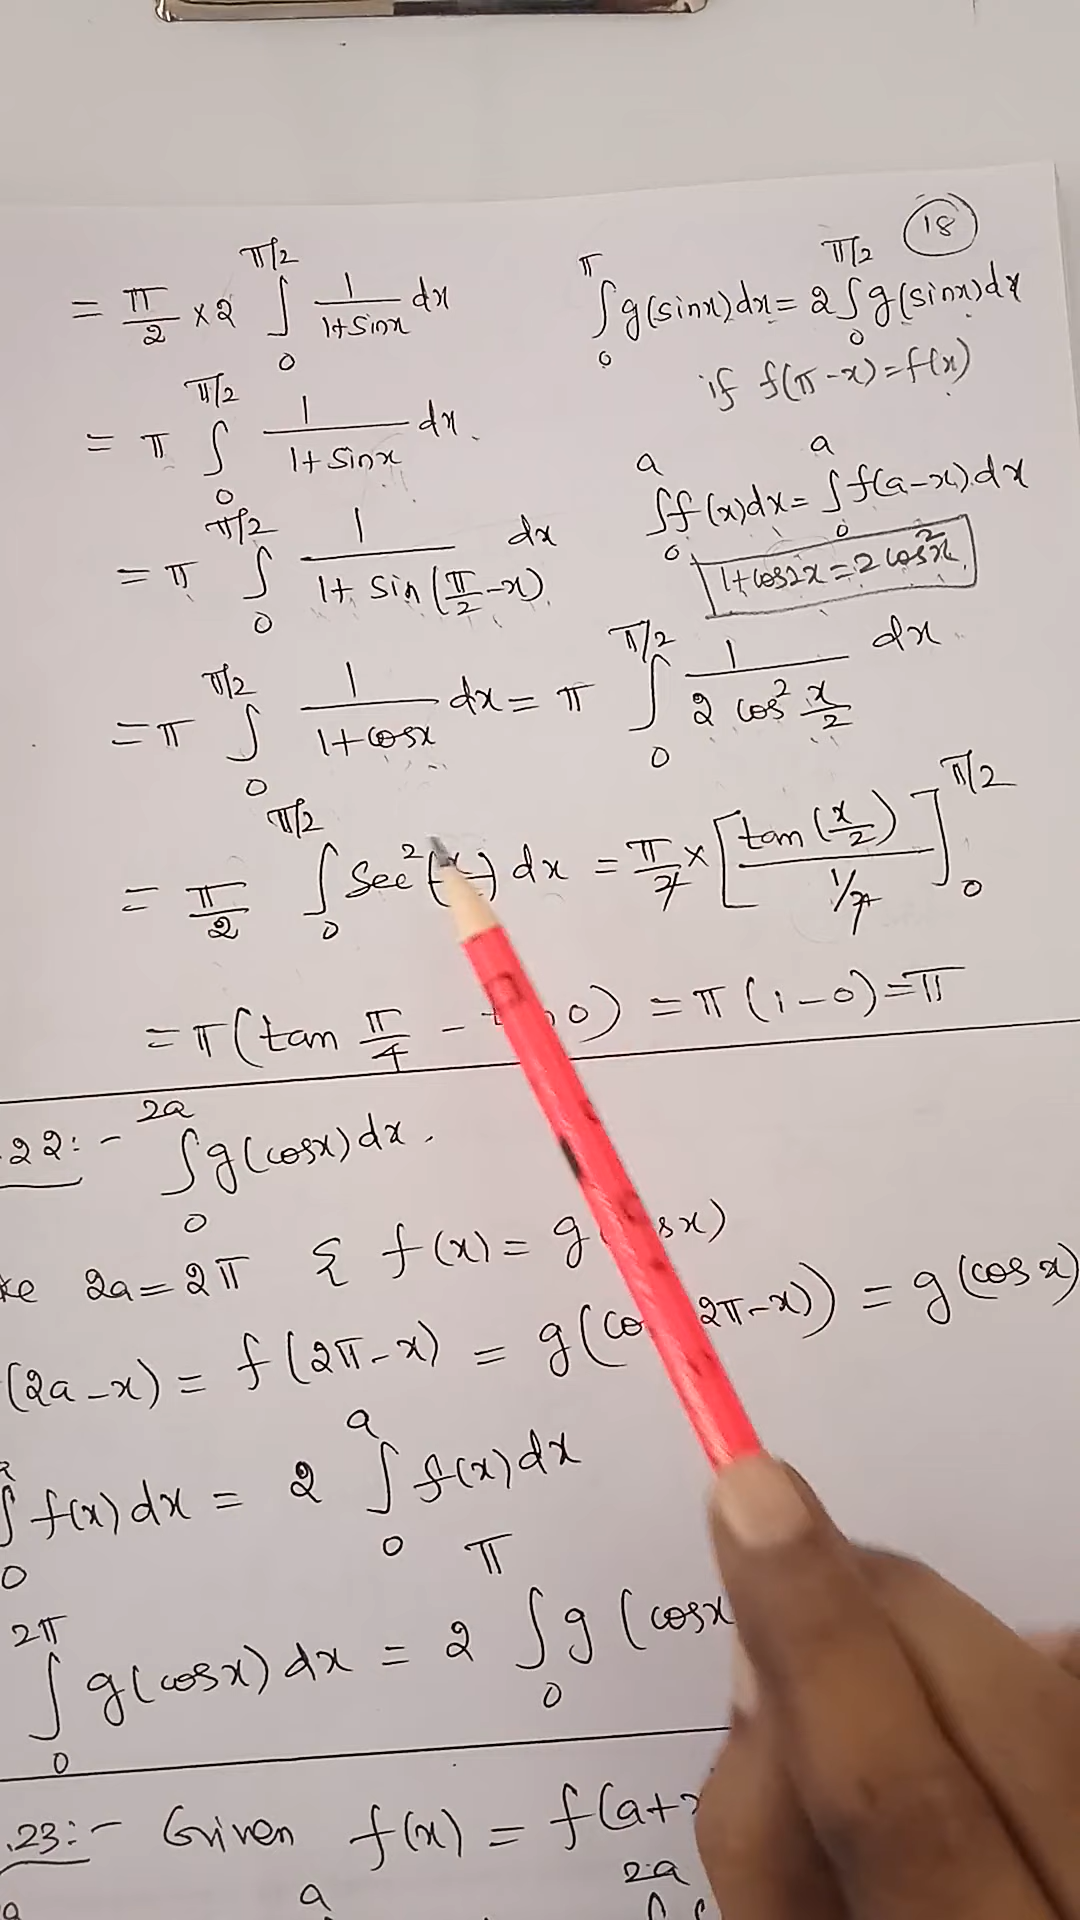 18
= π/2 × 2 ∫₀^{π/2} 1/(1+sinx) dx
∫₀^π g(sinx)dx = 2∫₀^{π/2} g(sinx)dx
if f(π-x)=f(x)
= π ∫₀^{π/2} 1/(1+sinx) dx.
∫₀^a f(x)dx = ∫₀^a f(a-x).dx
= π ∫₀^{π/2} 1/(1+sin(π/2-x)) dx
1+cos2x=2cos²x
= π ∫₀^{π/2} 1/(1+cosx) dx = π ∫₀^{π/2} 1/(2cos² x/2) dx
= π/2 ∫₀^{π/2} sec²( ) dx = π/2 × [tan(x/2)/(1/2)]₀^{π/2}
= π(tan π/4 - 0) = π(1-0)=π
22:- ∫₀^{2a} g(cosx)dx.
2a=2π & f(x)= g( x)
(2a-x) = f(2π-x) = g( 2π-x)) = g(cosx)
∫₀ f(x)dx = 2 ∫₀^a f(x)dx
∫₀^{2π} g(cosx)dx = 2 ∫₀^π g(cosx
.23:- Given f(x) = f(a+
a a 2a